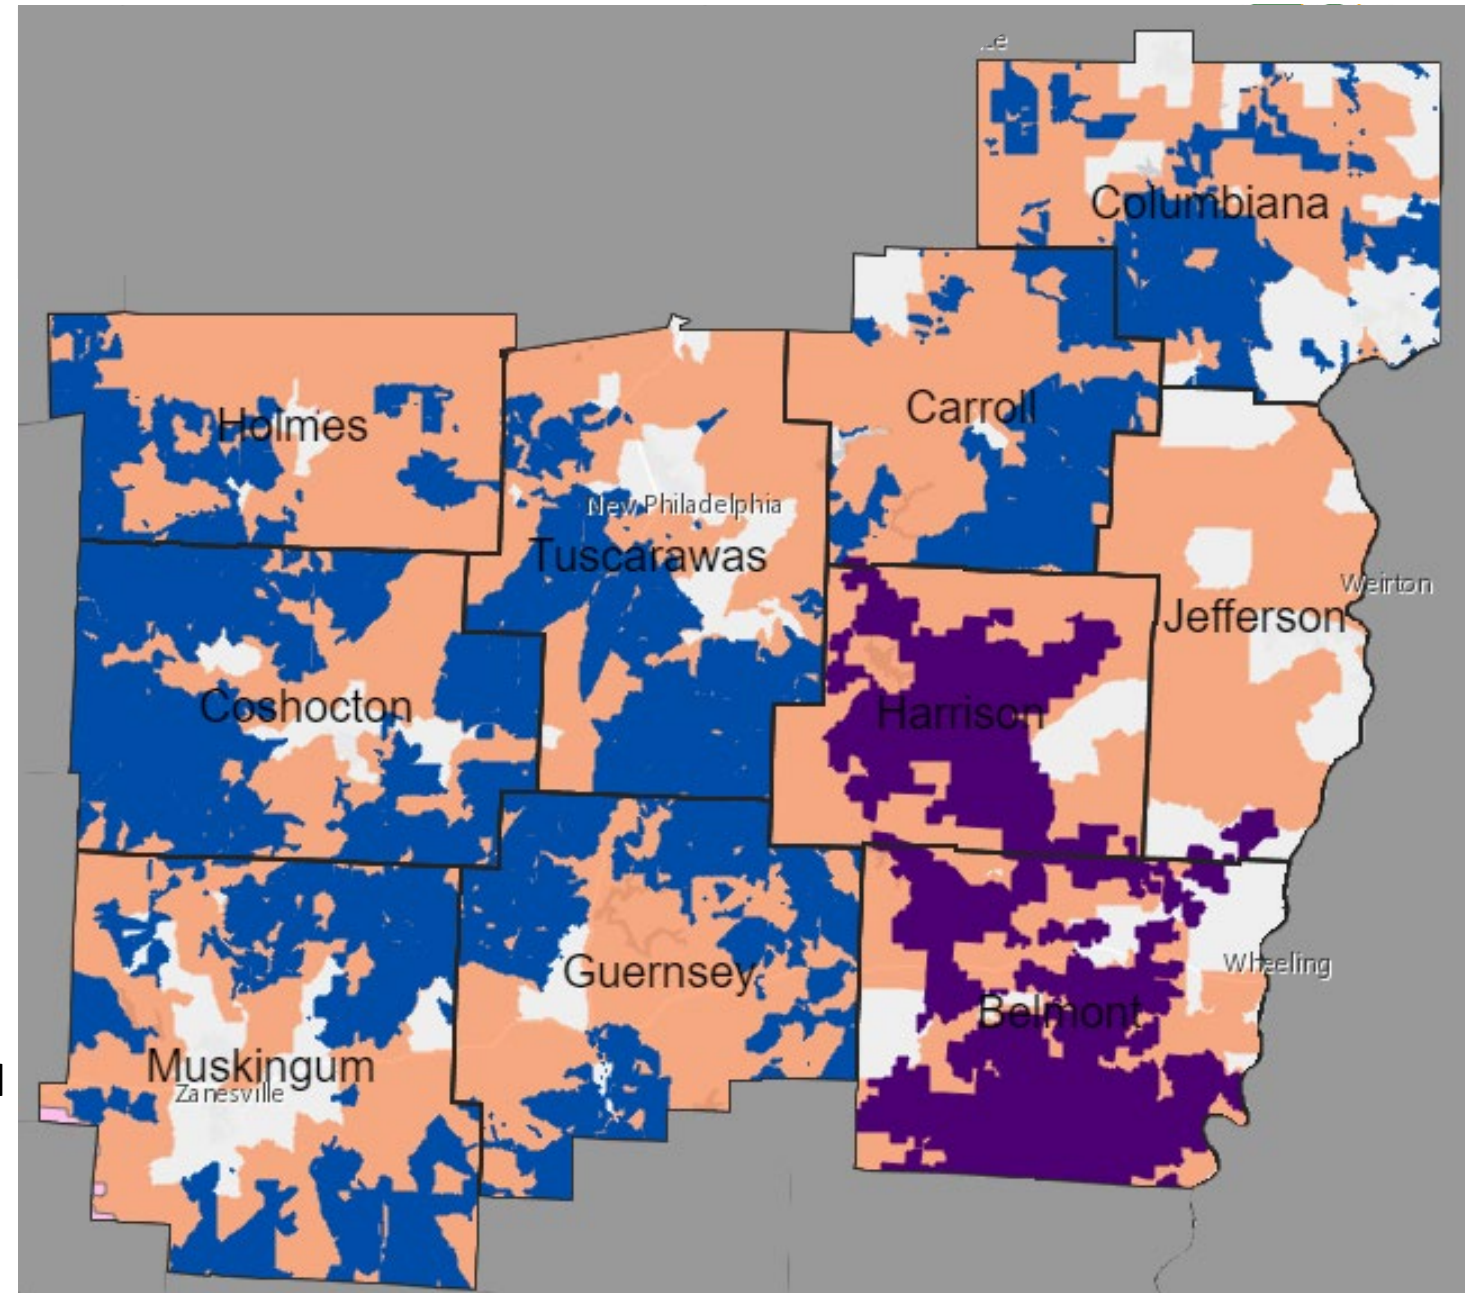 Columbiana
Carroll
Holmes
New Philadelphia
Tuscarawas
Weirton
Jefferson
Coshocton
Harrison
Wheeling
Guernsey
Belmont
Muskingum
Zanesville